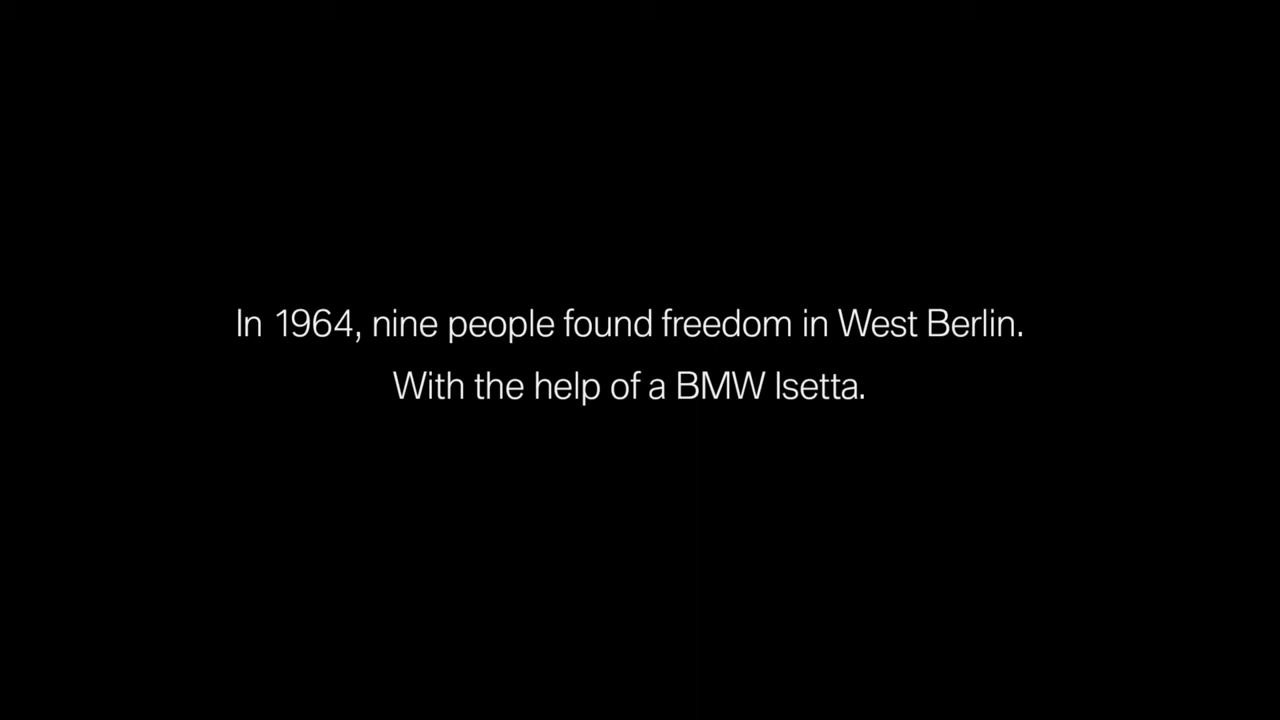 In 1964, nine people found freedom in West Berlin.
With the help of a BMW Isetta.